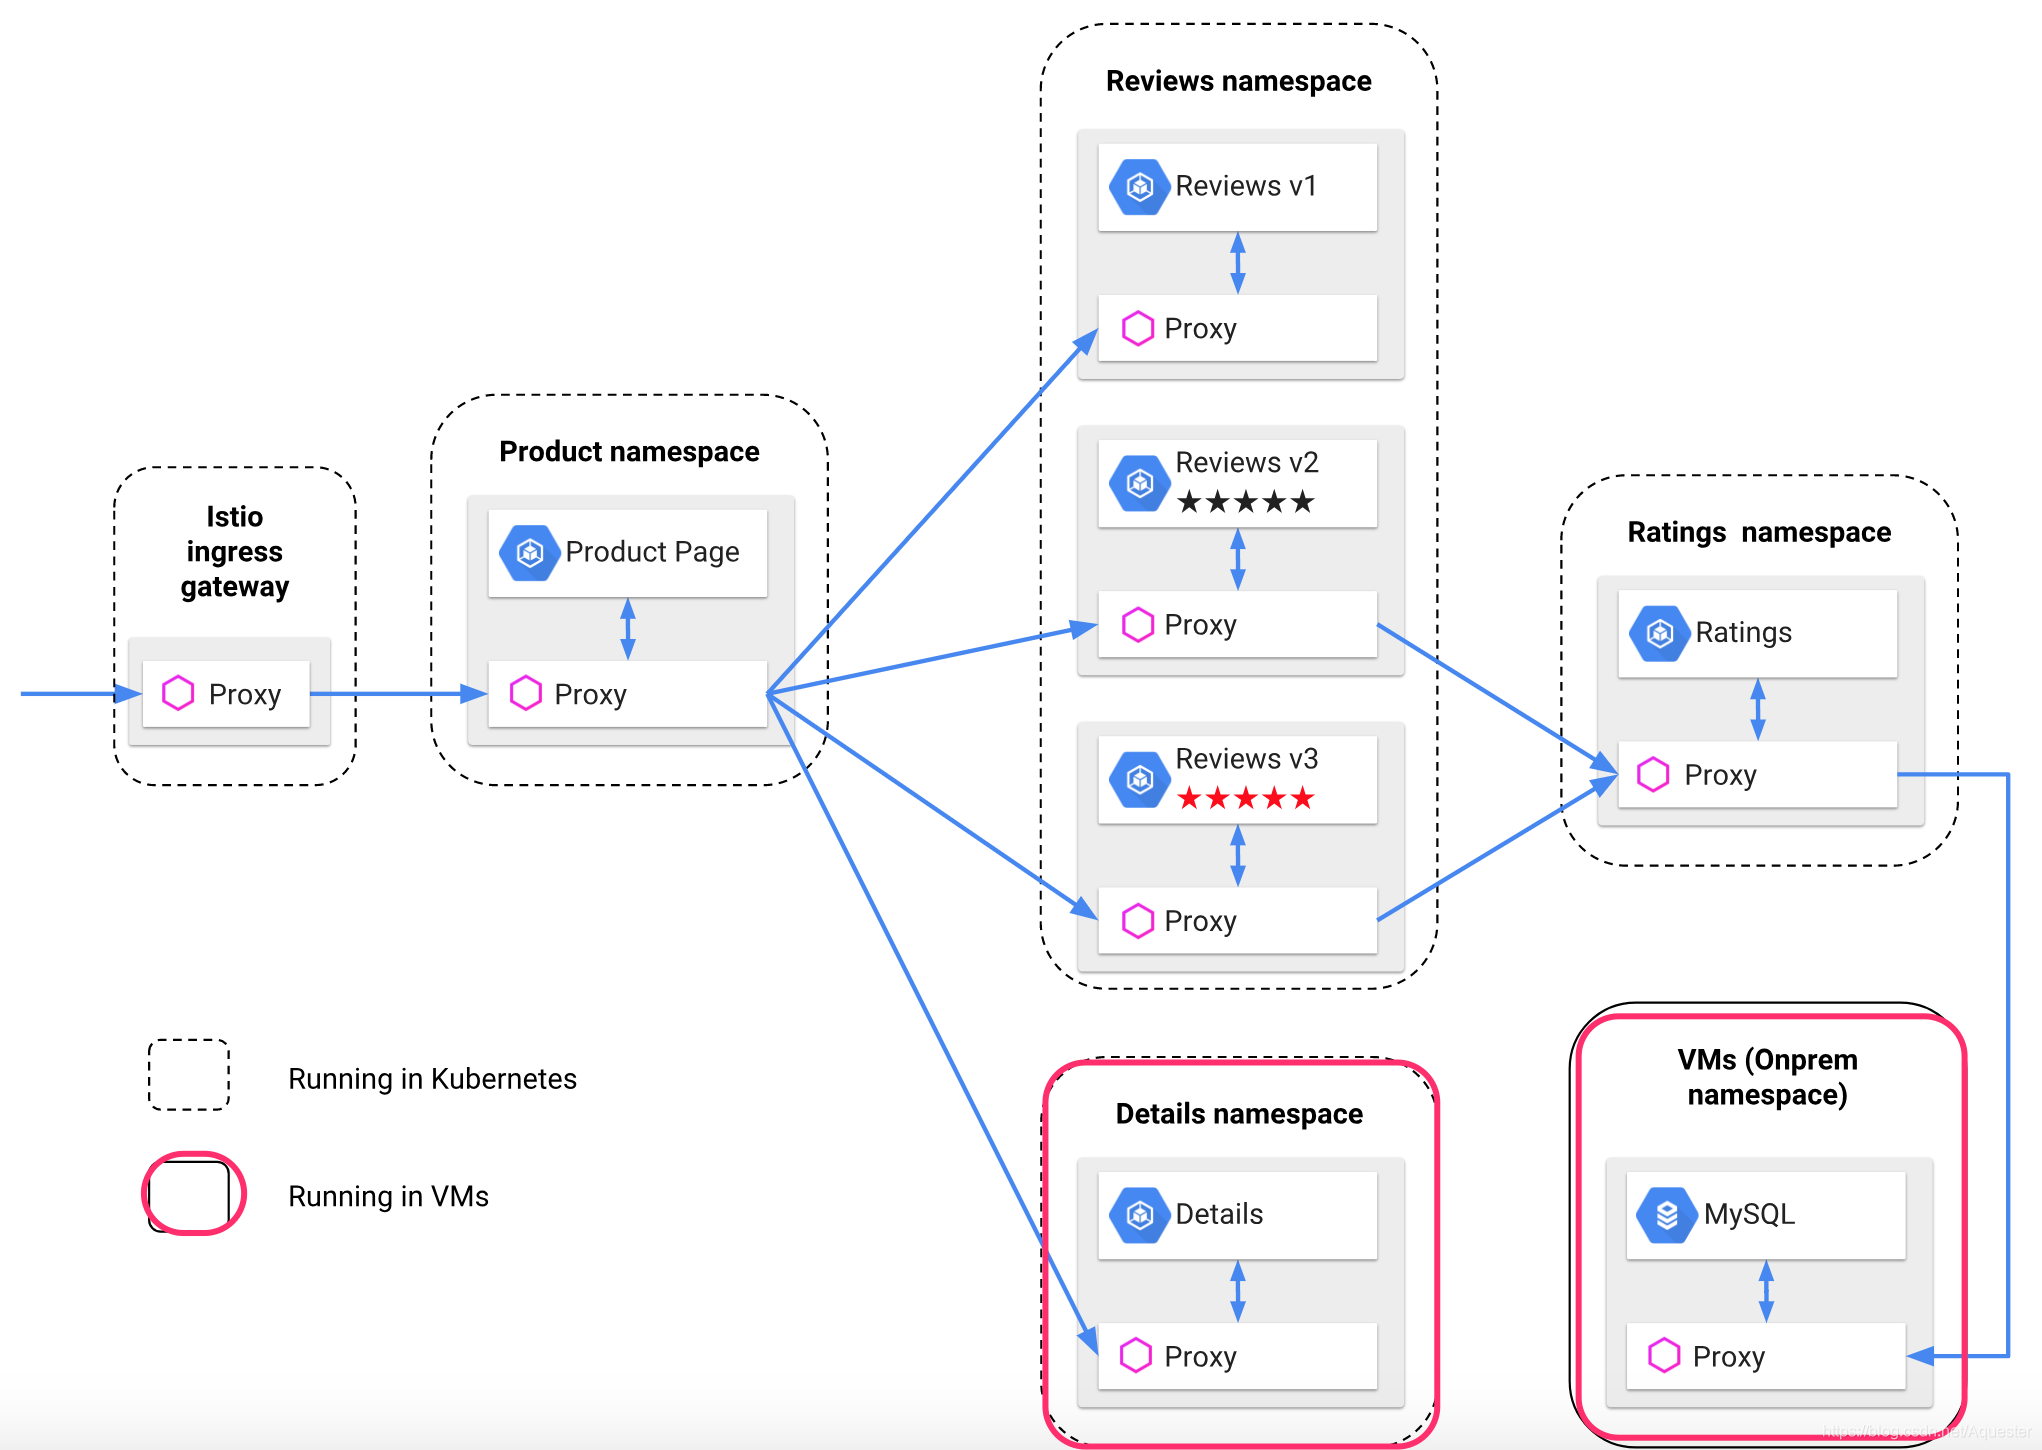 Reviews namespace
Reviews v1
Proxy
Reviews v2
Proxy
Reviews v3
Proxy
Product namespace
Product Page
Proxy
Istio
ingress
gateway
Proxy
Ratings namespace
Ratings
Proxy
Running in Kubernetes
Running in VMs
Details namespace
Details
Proxy
VMs (Onprem
namespace)
MySQL
Proxy
https://blog.csdn.net/Aquester